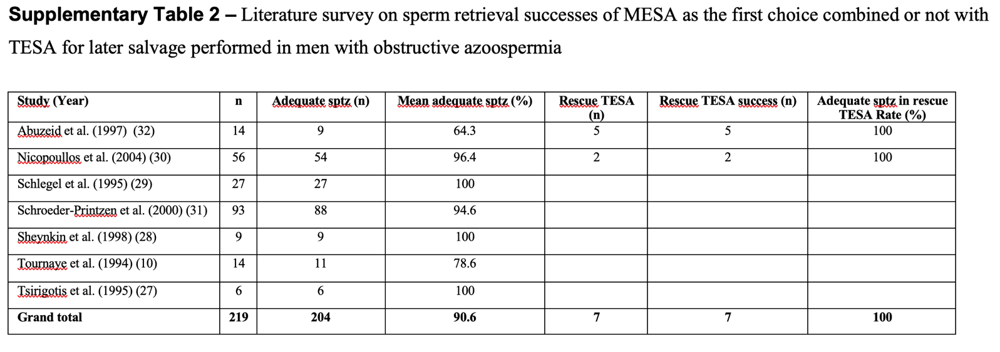 Supplementary Table 2 – Literature survey on sperm retrieval successes of MESA as the first choice combined or not with
TESA for later salvage performed in men with obstructive azoospermia
Study (Year) n Adequate sptz (n) Mean adequate sptz (%) Rescue TESA (n) Rescue TESA success (n) Adequate sptz in rescue TESA Rate (%)
Abuzeid et al. (1997) (32) 14 9 64.3 5 5 100
Nicopoullos et al. (2004) (30) 56 54 96.4 2 2 100
Schlegel et al. (1995) (29) 27 27 100
Schroeder-Printzen et al. (2000) (31) 93 88 94.6
Sheynkin et al. (1998) (28) 9 9 100
Tournaye et al. (1994) (10) 14 11 78.6
Tsirigotis et al. (1995) (27) 6 6 100
Grand total 219 204 90.6 7 7 100